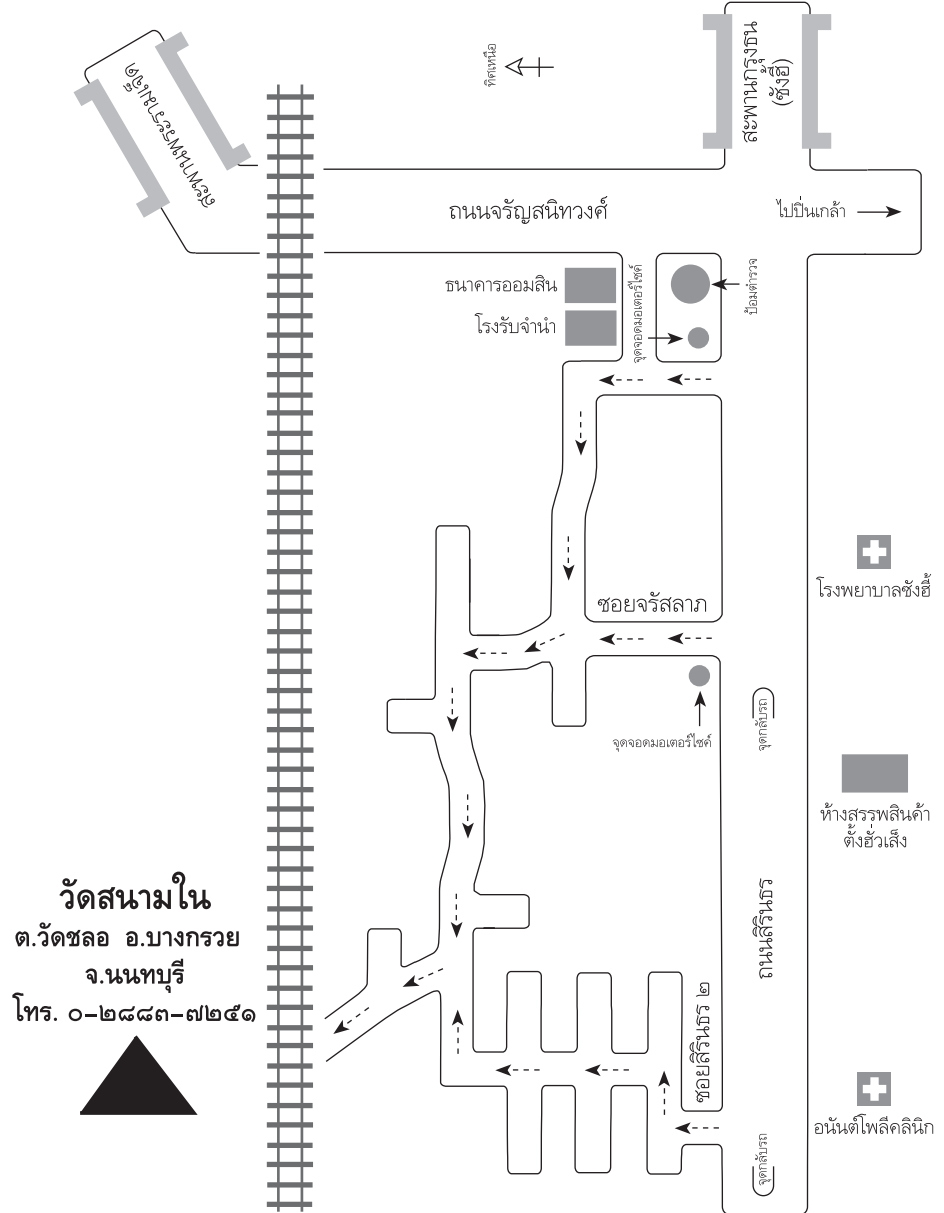 สะพานพระรามเจ็ด
ทิศเหนือ
สะพานกรุงธน
(ซังฮี้)
ถนนจรัญสนิทวงศ์
ไปปิ่นเกล้า
ธนาคารออมสิน
โรงรับจำนำ
จุดจอดมอเตอร์ไซค์
ป้อมตำรวจ
โรงพยาบาลซังฮี้
ซอยจรัสลาภ
จุดจอดมอเตอร์ไซค์
จุดกลับรถ
ห้างสรรพสินค้า
ตั้งฮั่วเส็ง
ถนนสิรินธร
วัดสนามใน
ต.วัดชลอ อ.บางกรวย
จ.นนทบุรี
โทร. ๐-๒๘๘๓-๗๒๕๑
ซอยสิรินธร ๒
อนันต์โพลีคลินิก
จุดกลับรถ